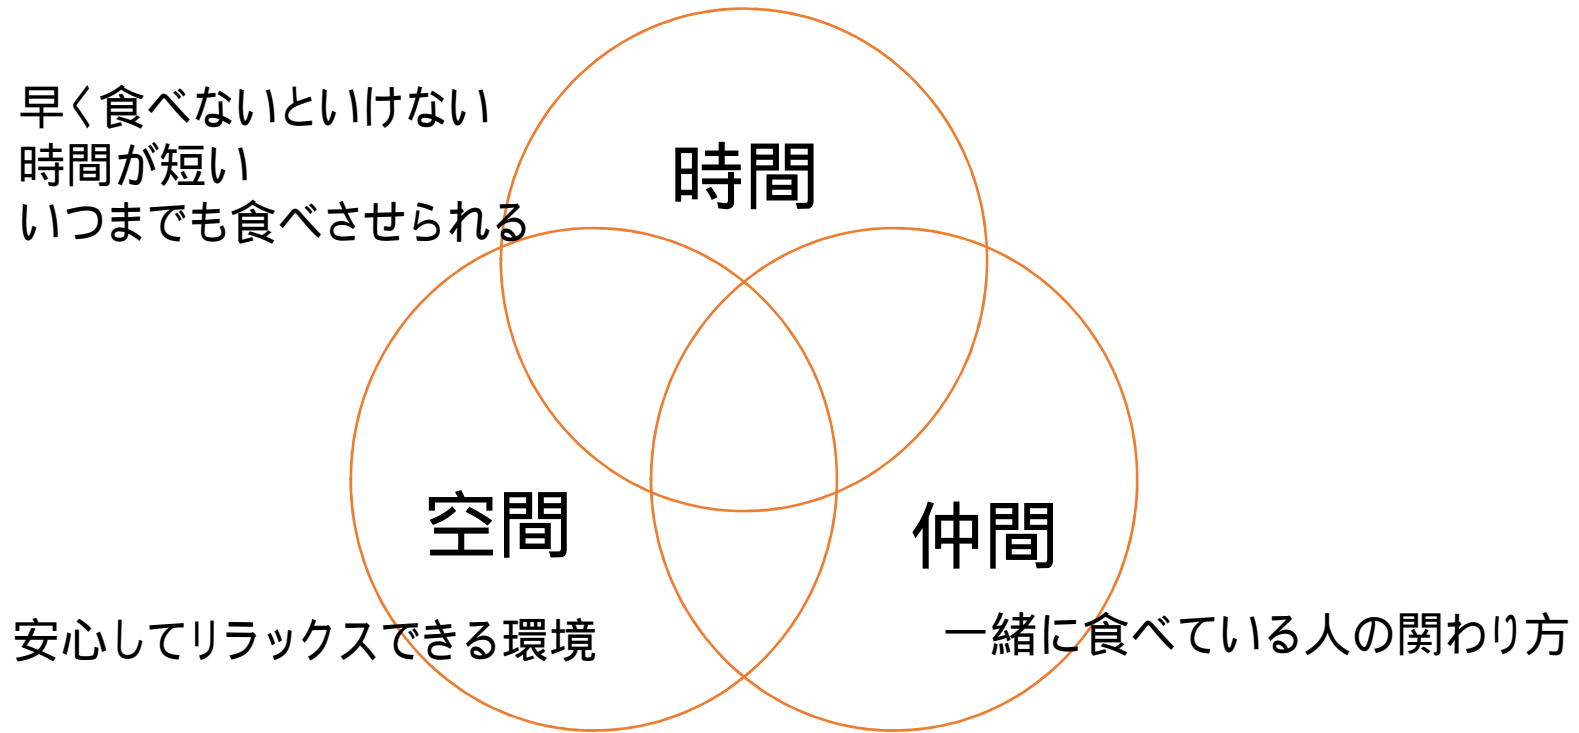 早く食べないといけない
時間が短い
いつまでも食べさせられる
時間
空間
仲間
安心してリラックスできる環境
一緒に食べている人の関わり方